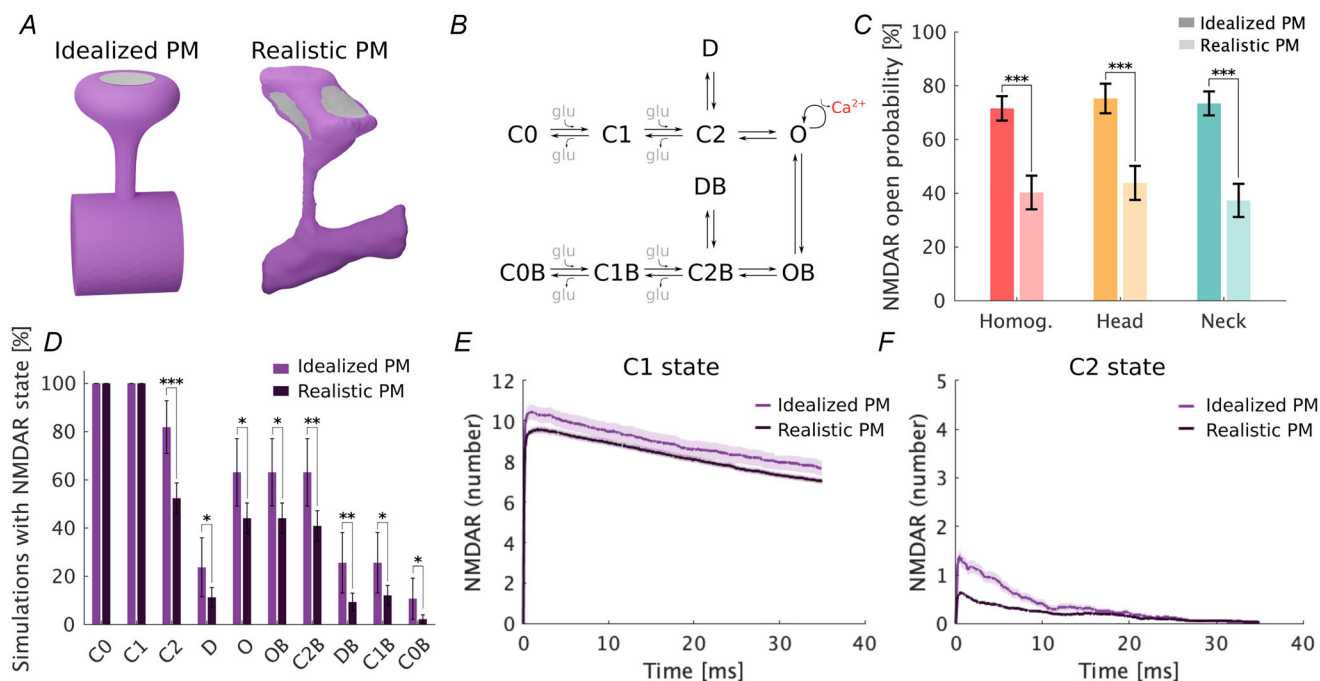 A
Idealized PM
Realistic PM
B
D
glu
glu
C0
C1
C2
O
Ca²⁺
glu
glu
DB
glu
glu
C0B
C1B
C2B
OB
glu
glu
C
NMDAR open probability [%]
Idealized PM
Realistic PM
100
80
60
40
20
0
***
***
***
Homog.
Head
Neck
D
Simulations with NMDAR state [%]
Idealized PM
Realistic PM
100
80
60
40
20
0
***
*
*
*
**
**
*
*
C0
C1
C2
D
O
OB
C2B
DB
C1B
C0B
E
C1 state
NMDAR (number)
Idealized PM
Realistic PM
12
10
8
6
4
2
0
0
10
20
30
40
Time [ms]
F
C2 state
NMDAR (number)
Idealized PM
Realistic PM
5
4
3
2
1
0
0
10
20
30
40
Time [ms]